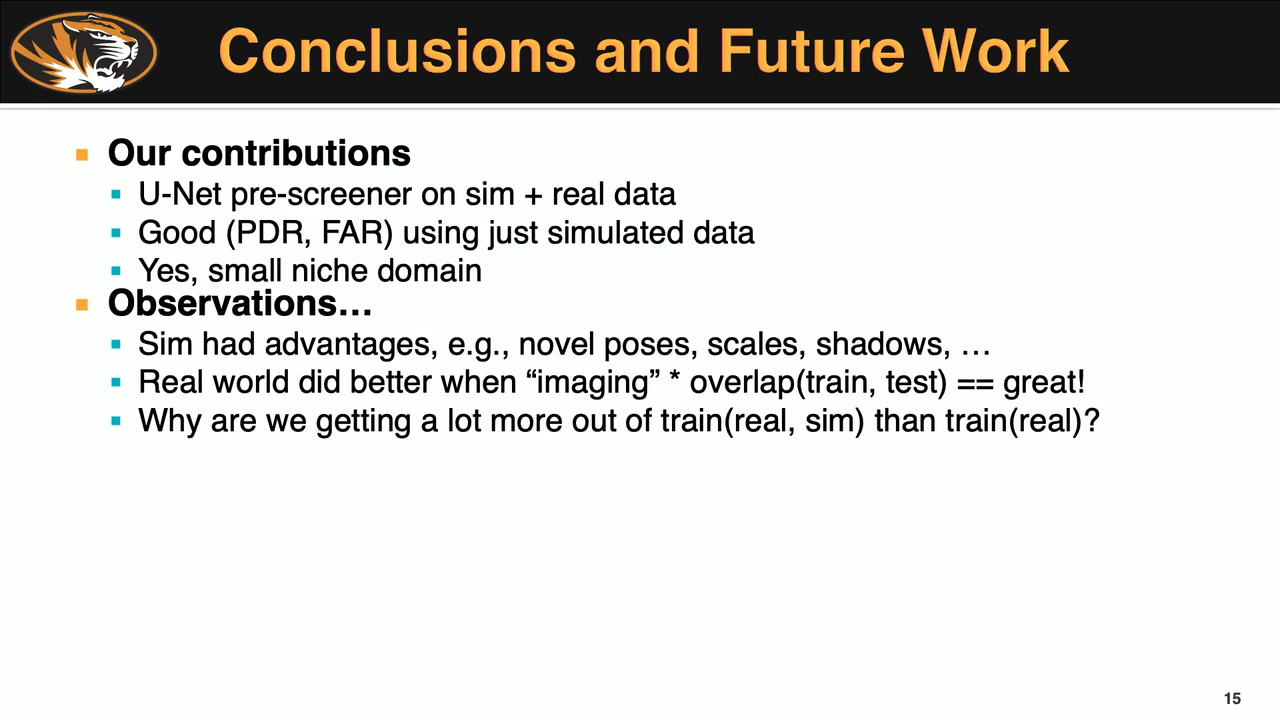 Conclusions and Future Work
Our contributions
U-Net pre-screener on sim + real data
Good (PDR, FAR) using just simulated data
Yes, small niche domain
Observations…
Sim had advantages, e.g., novel poses, scales, shadows, …
Real world did better when “imaging” * overlap(train, test) == great!
Why are we getting a lot more out of train(real, sim) than train(real)?
15